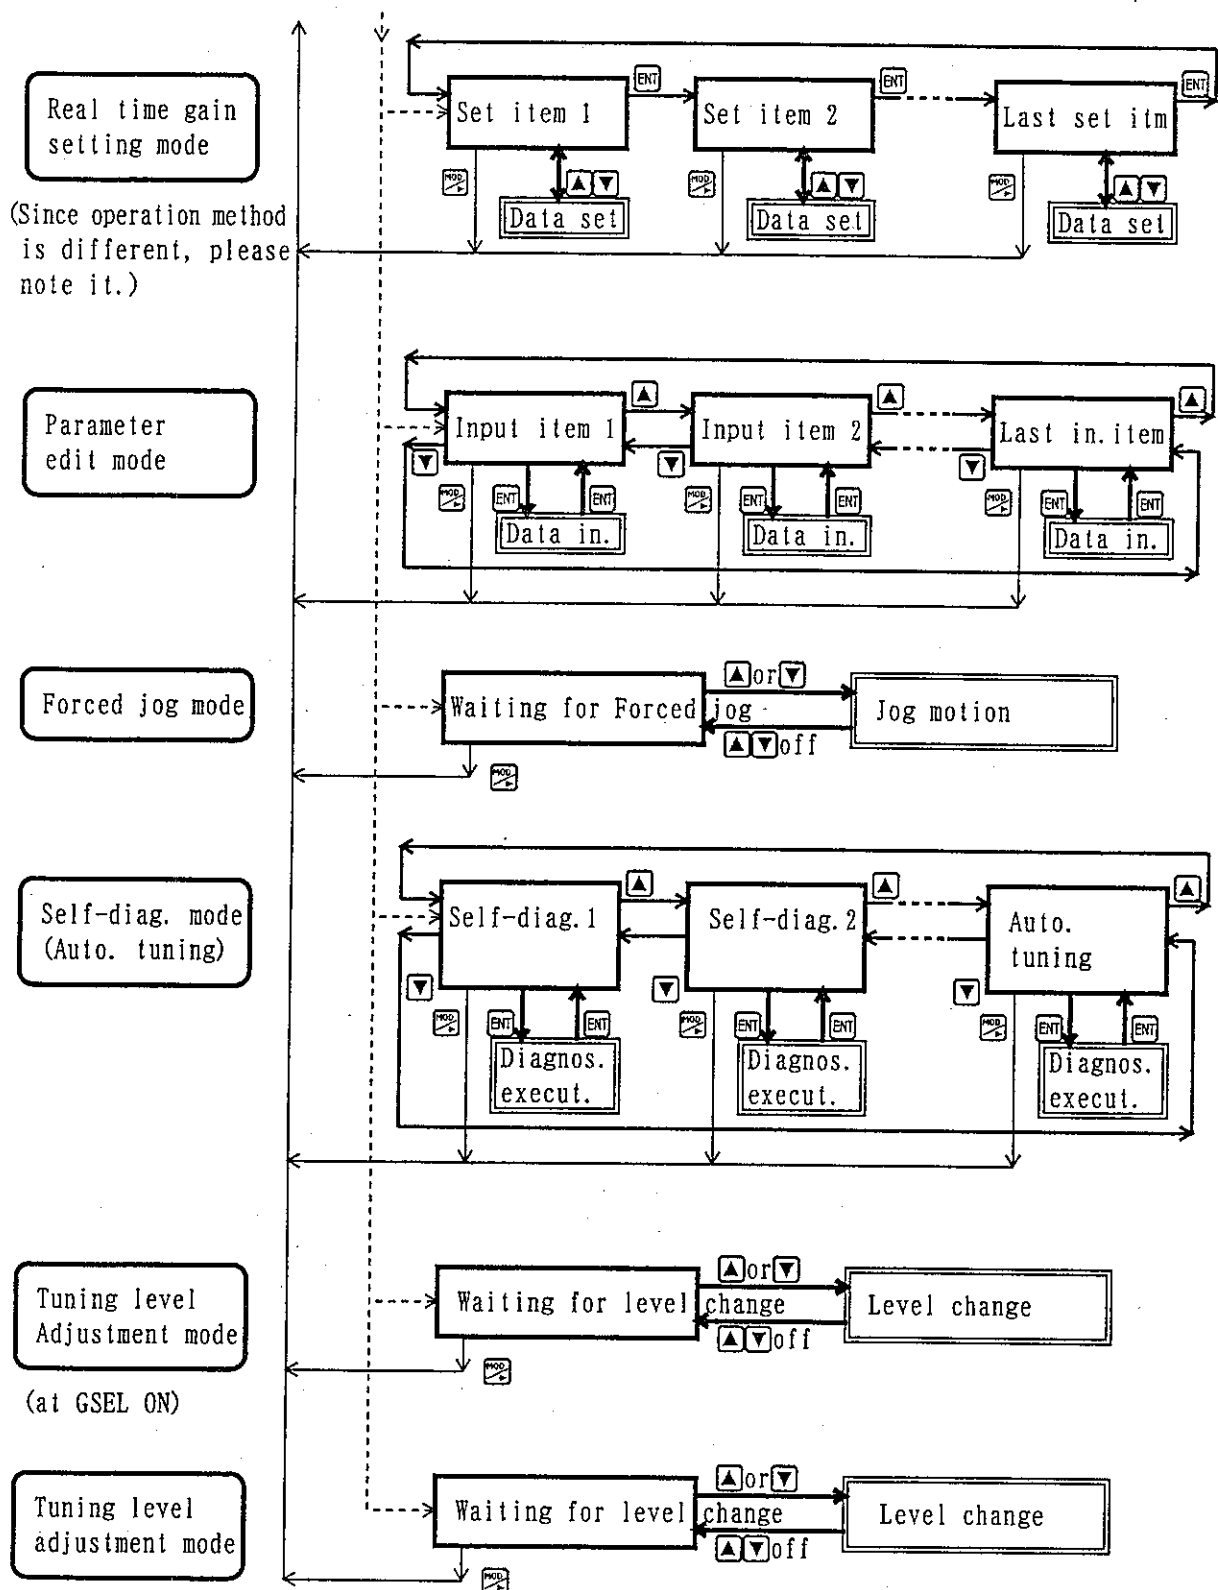 Real time gain
setting mode
(Since operation method
is different, please
note it.)
Set item 1
ENT
Set item 2
ENT
Last set itm
ENT
MOD
▲ ▼
MOD
▲ ▼
MOD
▲ ▼
Data set
Data set
Data set
Parameter
edit mode
Input item 1
▲
Input item 2
▲
Last in.item
▲
▼
▼
▼
MOD
ENT
ENT
MOD
ENT
ENT
MOD
ENT
ENT
Data in.
Data in.
Data in.
Forced jog mode
Waiting for Forced jog
▲or▼
▲▼off
Jog motion
MOD
Self-diag. mode
(Auto. tuning)
Self-diag.1
▲
Self-diag.2
▲
Auto.
tuning
▲
▼
▼
▼
MOD
ENT
ENT
MOD
ENT
ENT
MOD
ENT
ENT
Diagnos.
execut.
Diagnos.
execut.
Diagnos.
execut.
Tuning level
Adjustment mode
(at GSEL ON)
Waiting for level change
▲or▼
▲▼off
Level change
MOD
Tuning level
adjustment mode
Waiting for level change
▲or▼
▲▼off
Level change
MOD